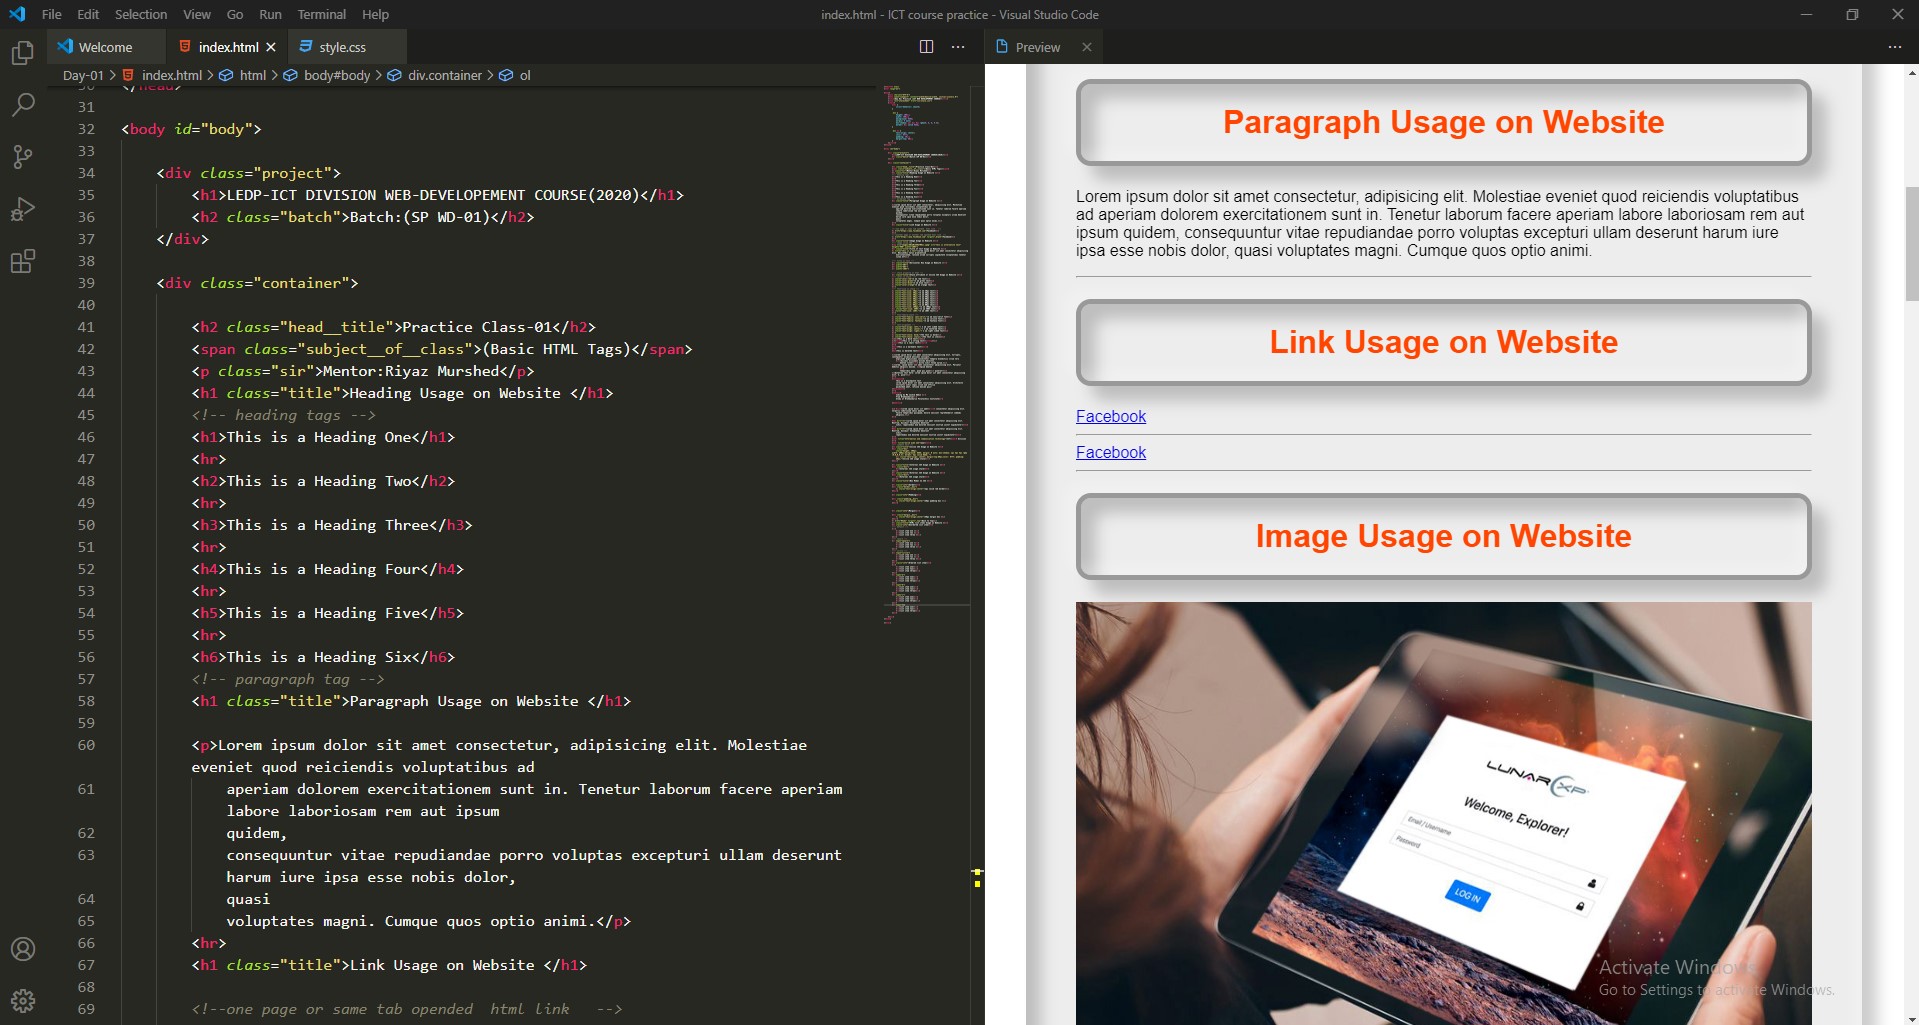 File Edit Selection View Go Run Terminal Help
index.html - ICT course practice - Visual Studio Code
Welcome
index.html
style.css
Preview
Day-01 > index.html > html > body#body > div.container > ol
30 </head>
31
32 <body id="body">
33
34 <div class="project">
35 <h1>LEDP-ICT DIVISION WEB-DEVELOPEMENT COURSE(2020)</h1>
36 <h2 class="batch">Batch:(SP WD-01)</h2>
37 </div>
38
39 <div class="container">
40
41 <h2 class="head__title">Practice Class-01</h2>
42 <span class="subject__of__class">(Basic HTML Tags)</span>
43 <p class="sir">Mentor:Riyaz Murshed</p>
44 <h1 class="title">Heading Usage on Website </h1>
45 <!-- heading tags -->
46 <h1>This is a Heading One</h1>
47 <hr>
48 <h2>This is a Heading Two</h2>
49 <hr>
50 <h3>This is a Heading Three</h3>
51 <hr>
52 <h4>This is a Heading Four</h4>
53 <hr>
54 <h5>This is a Heading Five</h5>
55 <hr>
56 <h6>This is a Heading Six</h6>
57 <!-- paragraph tag -->
58 <h1 class="title">Paragraph Usage on Website </h1>
59
60 <p>Lorem ipsum dolor sit amet consectetur, adipisicing elit. Molestiae
eveniet quod reiciendis voluptatibus ad
61 aperiam dolorem exercitationem sunt in. Tenetur laborum facere aperiam
labore laboriosam rem aut ipsum
62 quidem,
63 consequuntur vitae repudiandae porro voluptas excepturi ullam deserunt
harum iure ipsa esse nobis dolor,
64 quasi
65 voluptates magni. Cumque quos optio animi.</p>
66 <hr>
67 <h1 class="title">Link Usage on Website </h1>
68
69 <!--one page or same tab opended  html link   -->
Paragraph Usage on Website
Lorem ipsum dolor sit amet consectetur, adipisicing elit. Molestiae eveniet quod reiciendis voluptatibus
ad aperiam dolorem exercitationem sunt in. Tenetur laborum facere aperiam labore laboriosam rem aut
ipsum quidem, consequuntur vitae repudiandae porro voluptas excepturi ullam deserunt harum iure
ipsa esse nobis dolor, quasi voluptates magni. Cumque quos optio animi.
Link Usage on Website
Facebook
Facebook
Image Usage on Website
LUNAR XP
Welcome, Explorer!
Email / Username
Password
LOG IN
Activate Windows
Go to Settings to activate Windows.